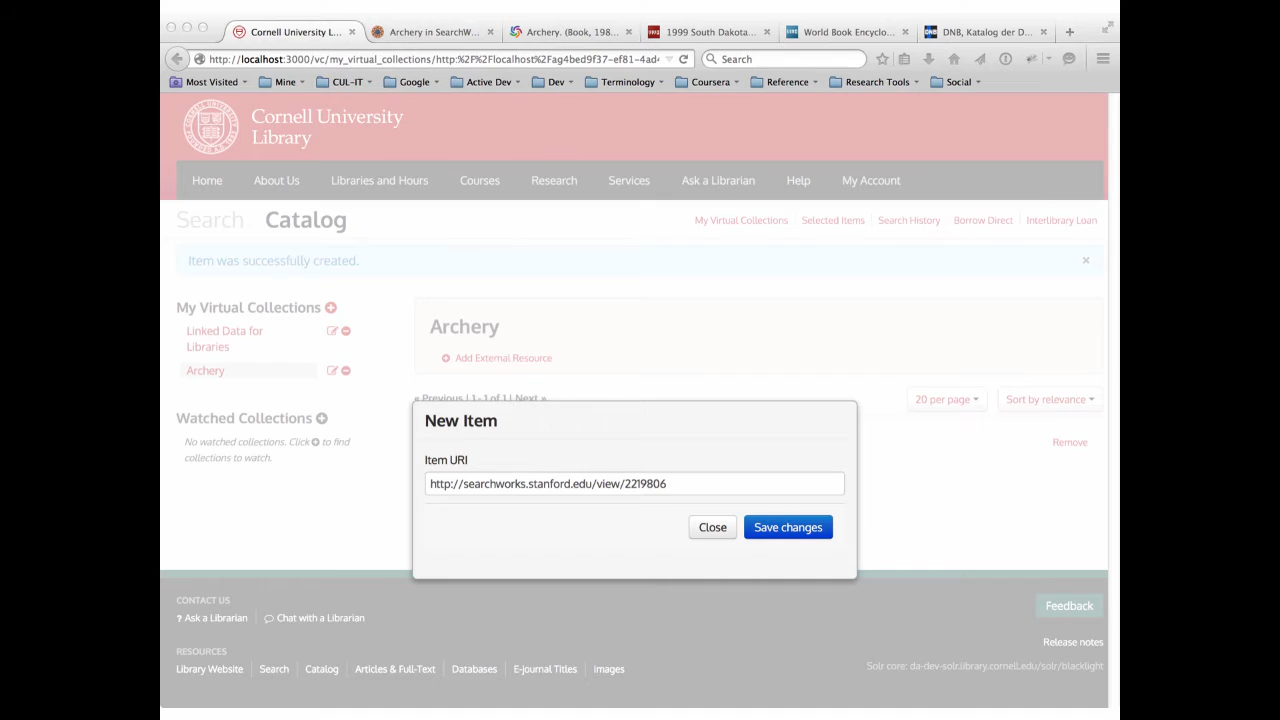 Cornell University L...
Archery in SearchW...
Archery. (Book, 198...
1999 South Dakota...
World Book Encyclo...
DNB, Katalog der D...
http://localhost:3000/vc/my_virtual_collections/http:%2F%2Flocalhost%2Fag4bed9f37-ef81-4ad
Search
Most Visited
Mine
CUL-IT
Google
Active Dev
Dev
Terminology
Coursera
Reference
Research Tools
Social
Cornell University
Library
Home
About Us
Libraries and Hours
Courses
Research
Services
Ask a Librarian
Help
My Account
Search Catalog
My Virtual Collections
Selected Items
Search History
Borrow Direct
Interlibrary Loan
Item was successfully created.
×
My Virtual Collections
Linked Data for
Libraries
Archery
Watched Collections
No watched collections. Click to find
collections to watch.
Archery
Add External Resource
« Previous | 1 - 1 of 1 | Next »
20 per page
Sort by relevance
Remove
New Item
Item URI
http://searchworks.stanford.edu/view/2219806
Close
Save changes
CONTACT US
? Ask a Librarian
Chat with a Librarian
RESOURCES
Library Website
Search
Catalog
Articles & Full-Text
Databases
E-journal Titles
Images
Feedback
Release notes
Solr core: da-dev-solr.library.cornell.edu/solr/blacklight